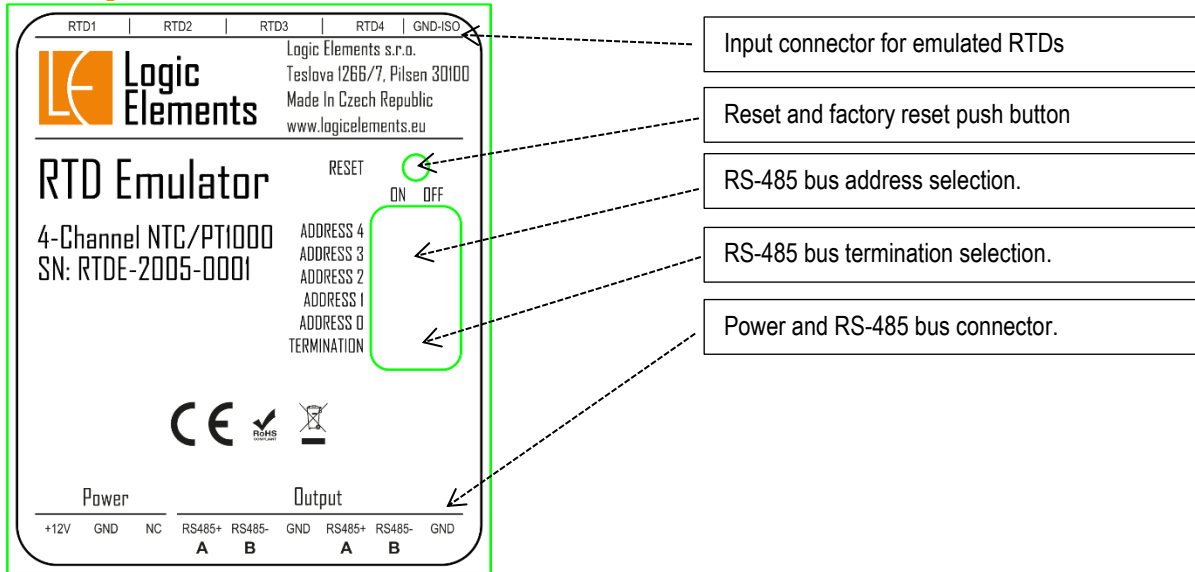 RTD1 | RTD2 | RTD3 | RTD4 | GND-ISO
LE Logic
Elements
Logic Elements s.r.o.
Teslova 1266/7, Pilsen 30100
Made In Czech Republic
www.logicelements.eu
RTD Emulator
4-Channel NTC/PT1000
SN: RTDE-2005-0001
RESET
ON OFF
ADDRESS 4
ADDRESS 3
ADDRESS 2
ADDRESS 1
ADDRESS 0
TERMINATION
CE
RoHS
COMPLIANT
Power Output
+12V GND NC RS485+ RS485- GND RS485+ RS485- GND
A B A B
Input connector for emulated RTDs
Reset and factory reset push button
RS-485 bus address selection.
RS-485 bus termination selection.
Power and RS-485 bus connector.